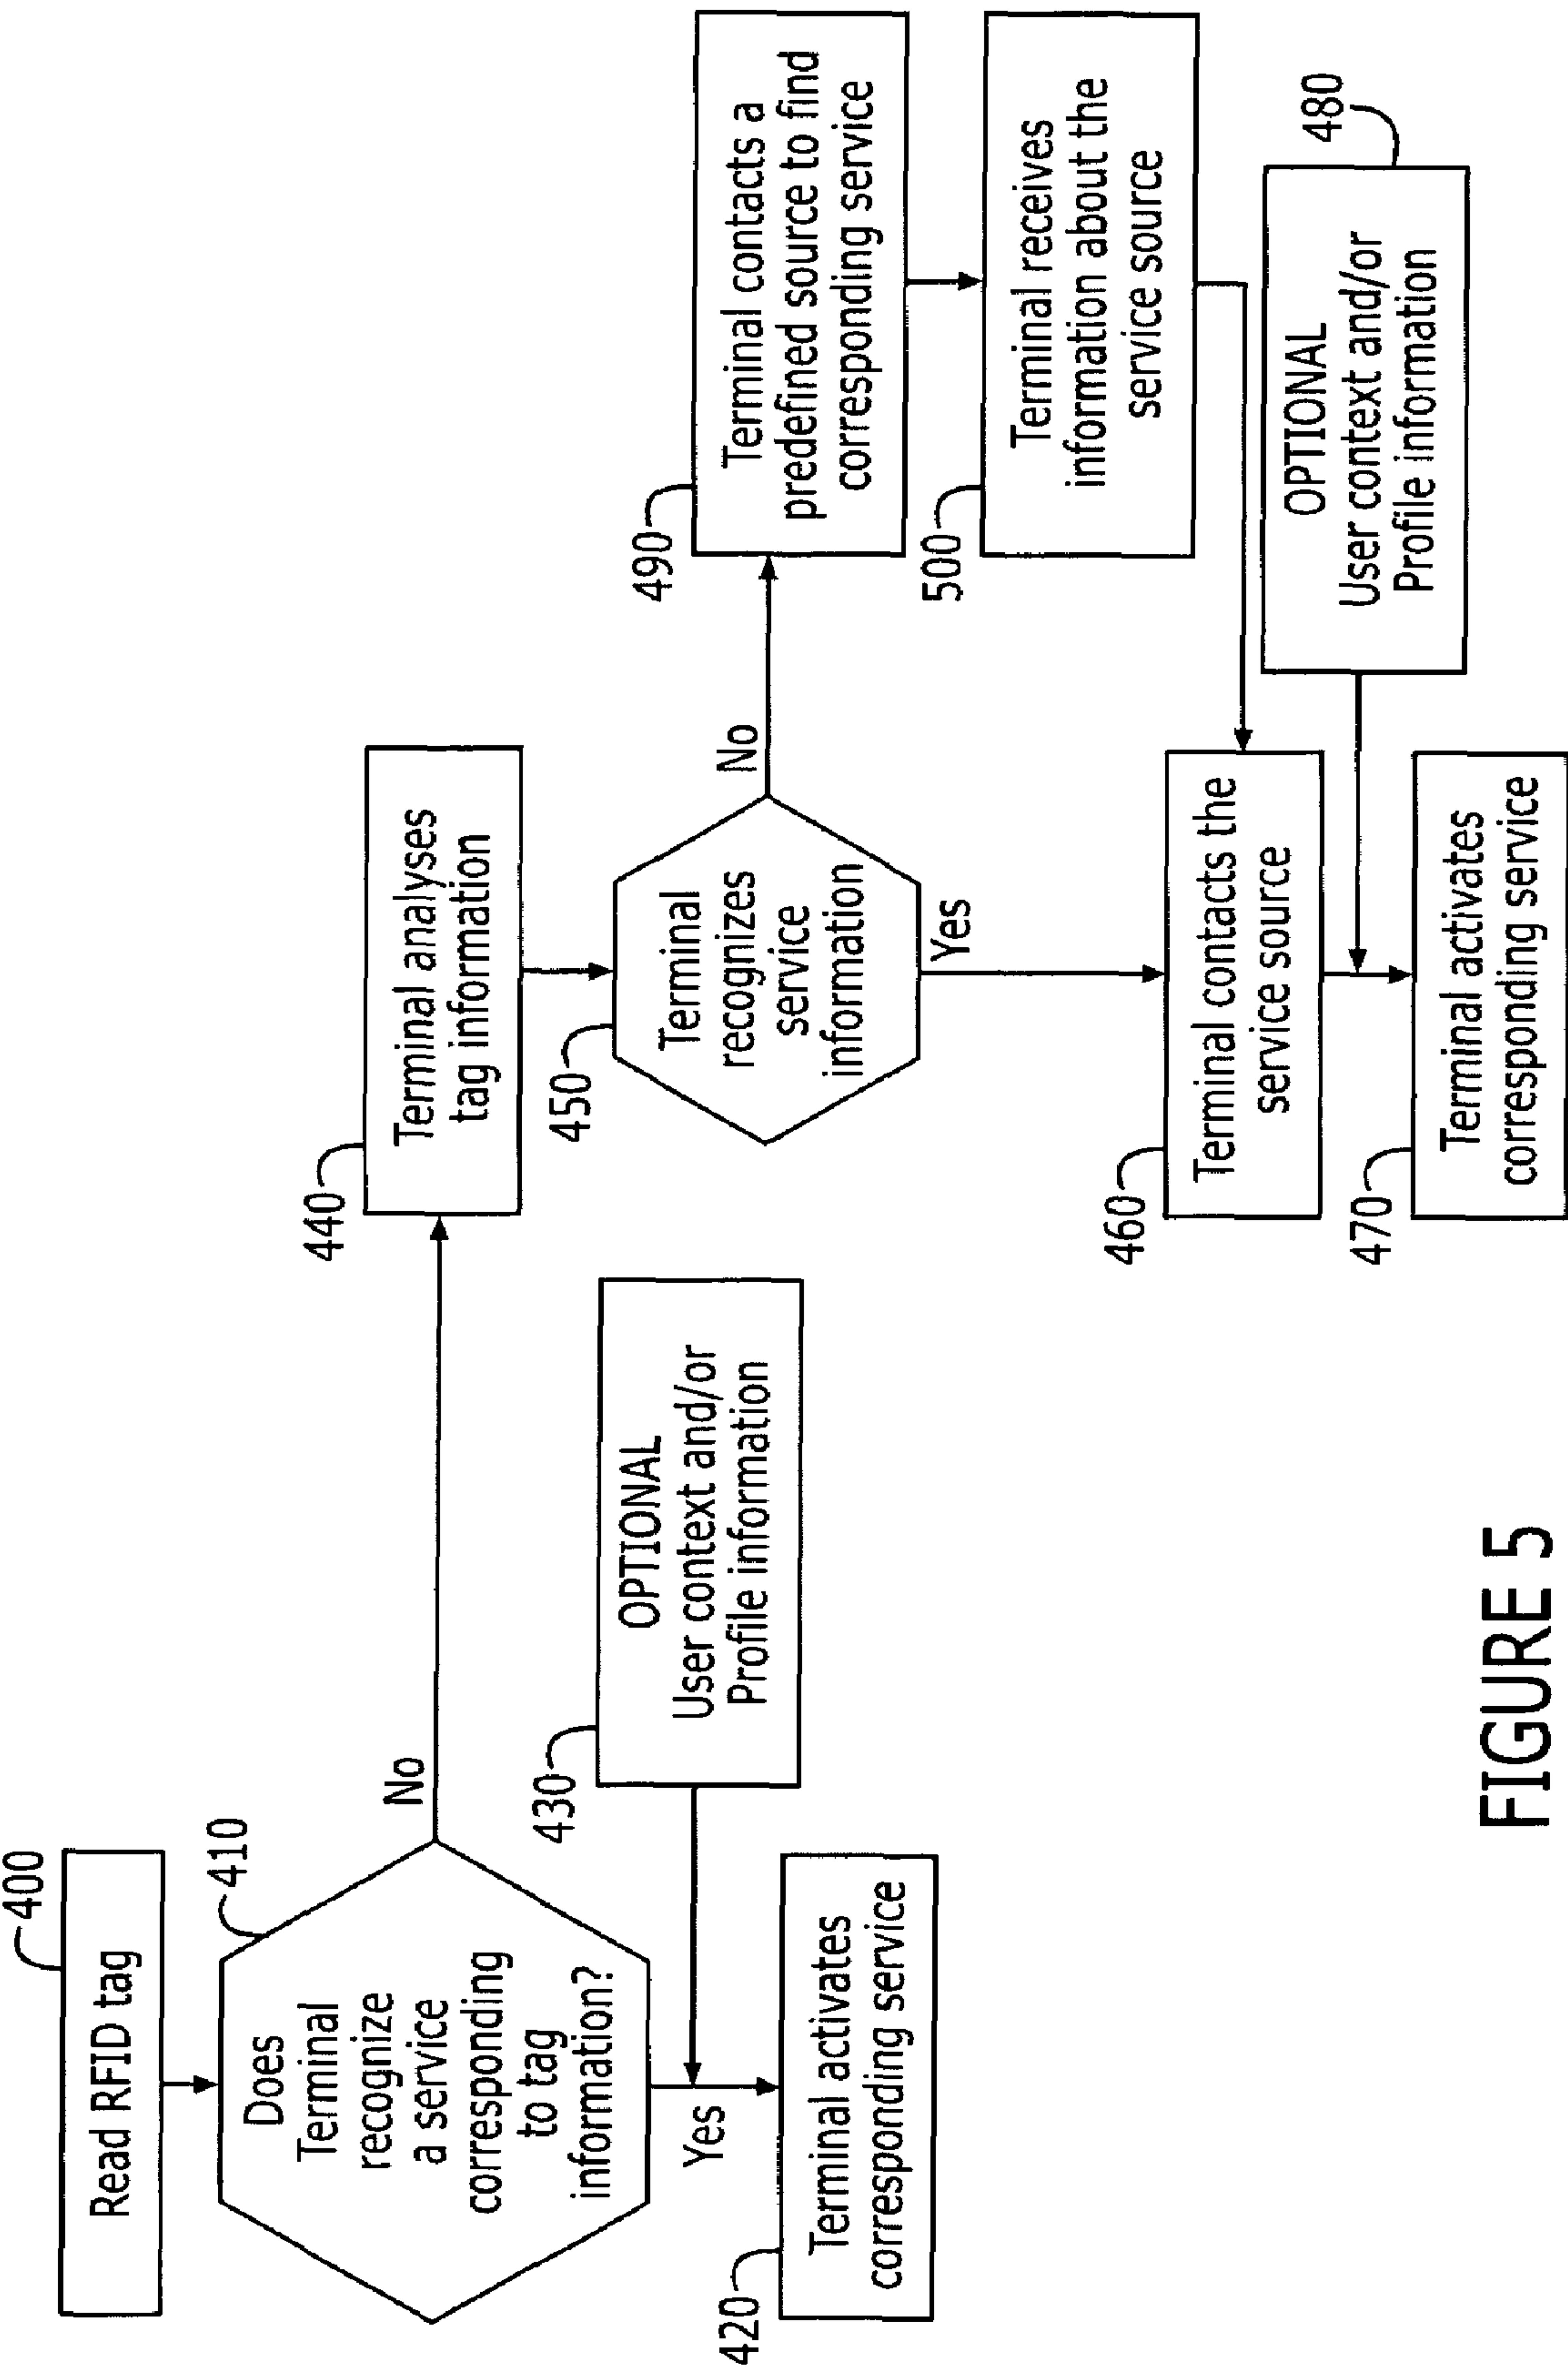 400
Read RFID tag
410
Does
Terminal
recognize
a service
corresponding
to tag
information?
No
Yes
430
OPTIONAL
User context and/or
Profile information
420
Terminal activates
corresponding service
440
Terminal analyses
tag information
450
Terminal
recognizes
service
information
No
Yes
490
Terminal contacts a
predefined source to find
corresponding service
500
Terminal receives
information about the
service source
460
Terminal contacts the
service source
480
OPTIONAL
User context and/or
Profile information
470
Terminal activates
corresponding service
FIGURE 5